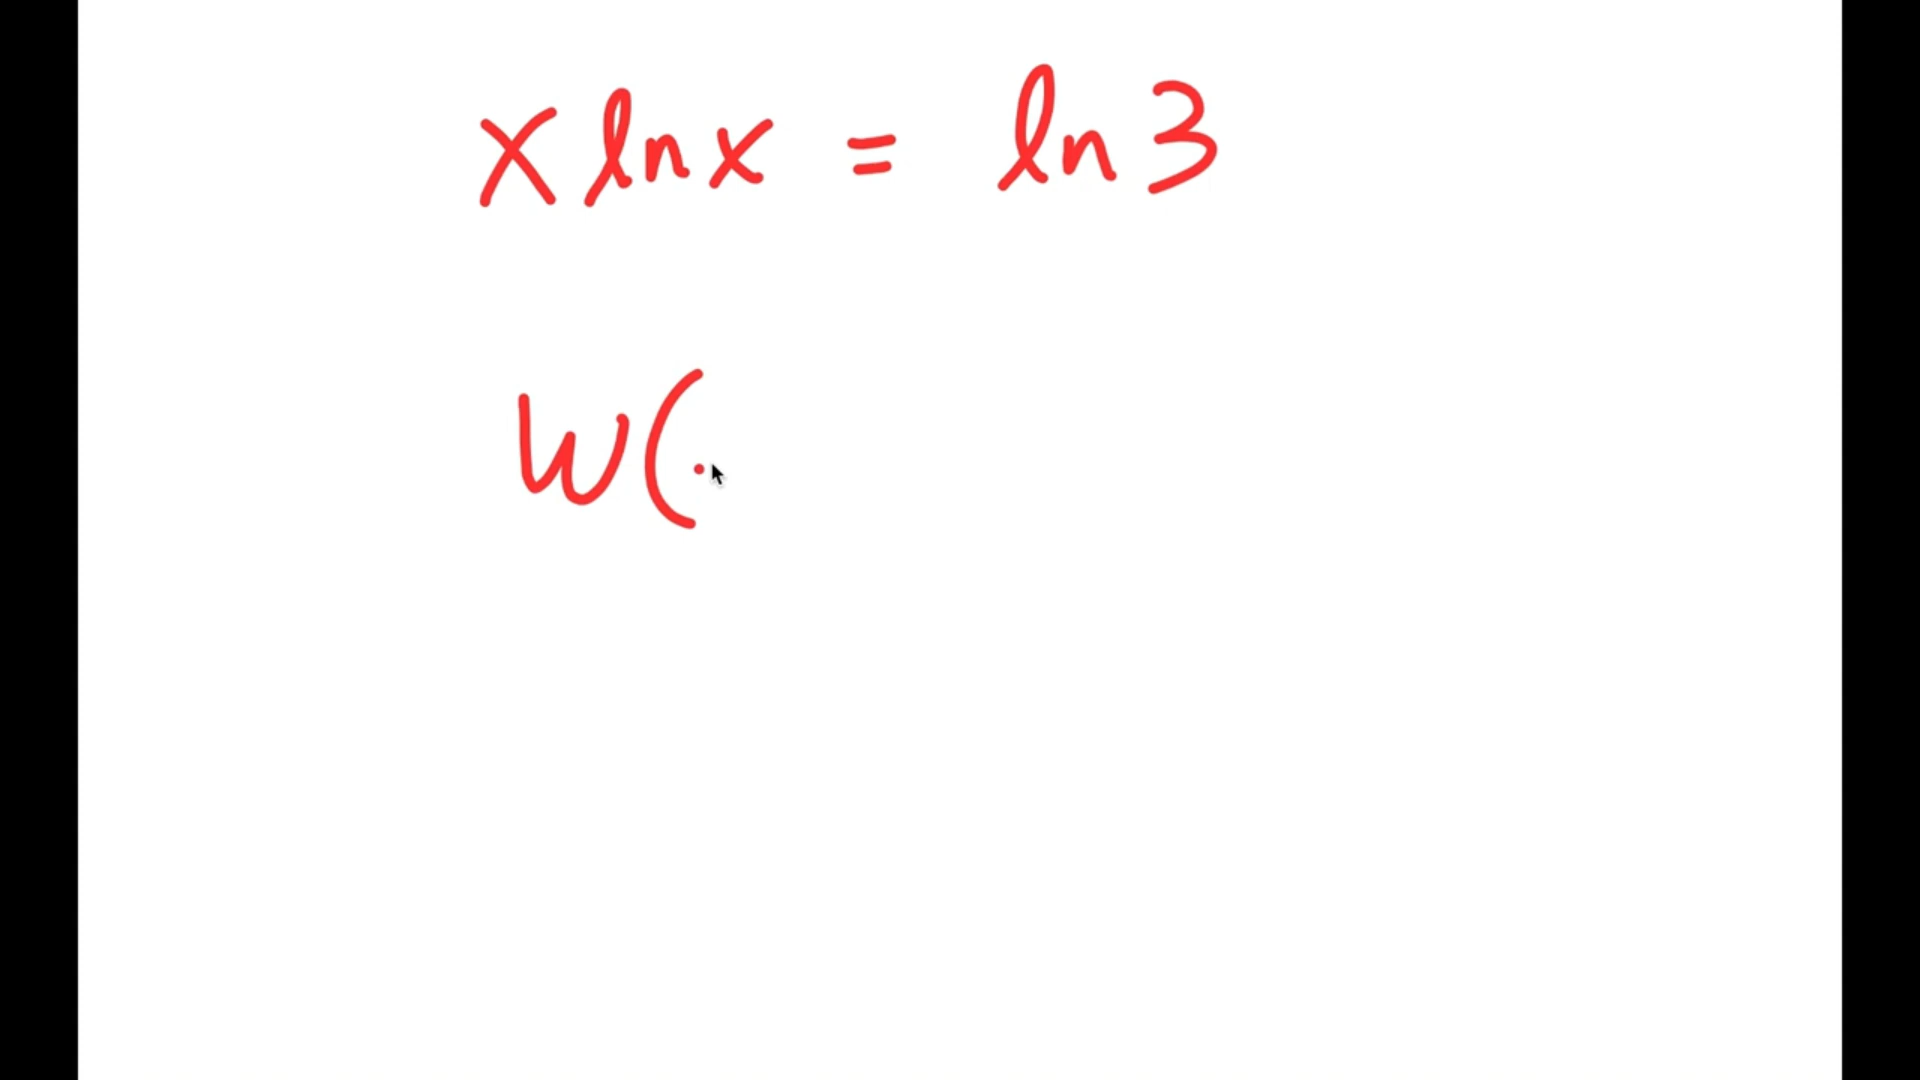 x ln x = ln 3
W(